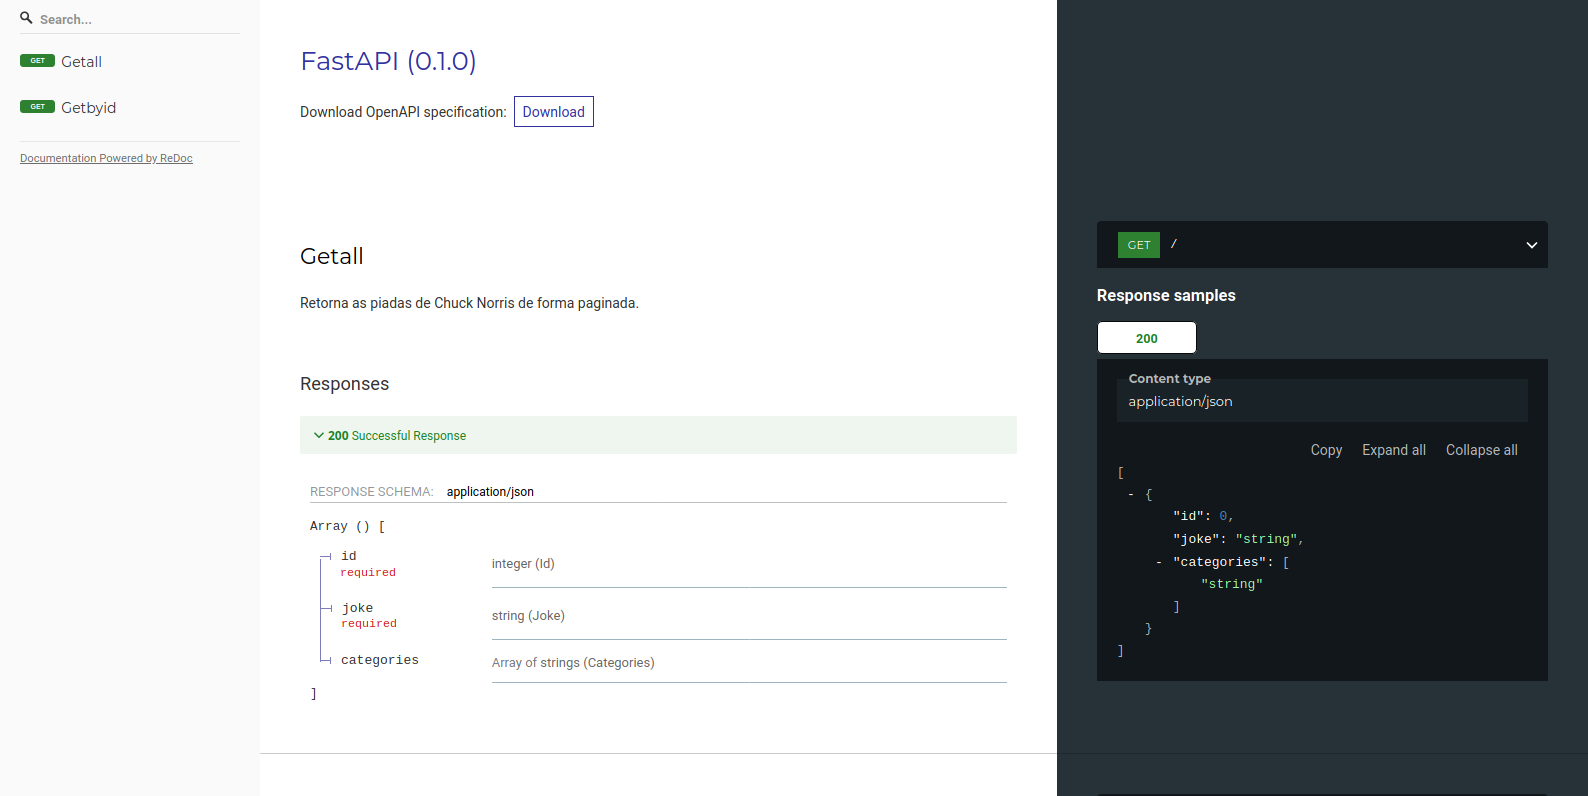 Search...
GET Getall
GET Getbyid
Documentation Powered by ReDoc
FastAPI (0.1.0)
Download OpenAPI specification: Download
Getall
Retorna as piadas de Chuck Norris de forma paginada.
Responses
200 Successful Response
RESPONSE SCHEMA: application/json
Array () [
id
required
integer (Id)
joke
required
string (Joke)
categories
Array of strings (Categories)
]
GET /
Response samples
200
Content type
application/json
Copy Expand all Collapse all
[
- {
"id": 0,
"joke": "string",
- "categories": [
"string"
]
}
]